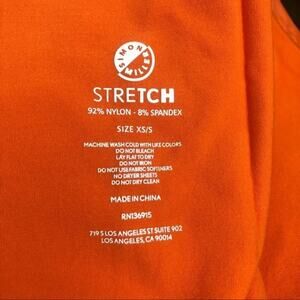 SIMON MILLER
STRETCH
92% NYLON - 8% SPANDEX
SIZE XS/S
MACHINE WASH COLD WITH LIKE COLORS
DO NOT BLEACH
LAY FLAT TO DRY
DO NOT IRON
DO NOT USE FABRIC SOFTENERS
NO DRYER SHEETS
DO NOT DRY CLEAN
MADE IN CHINA
RN136915
719 S LOS ANGELES ST SUITE 902
LOS ANGELES, CA 90014